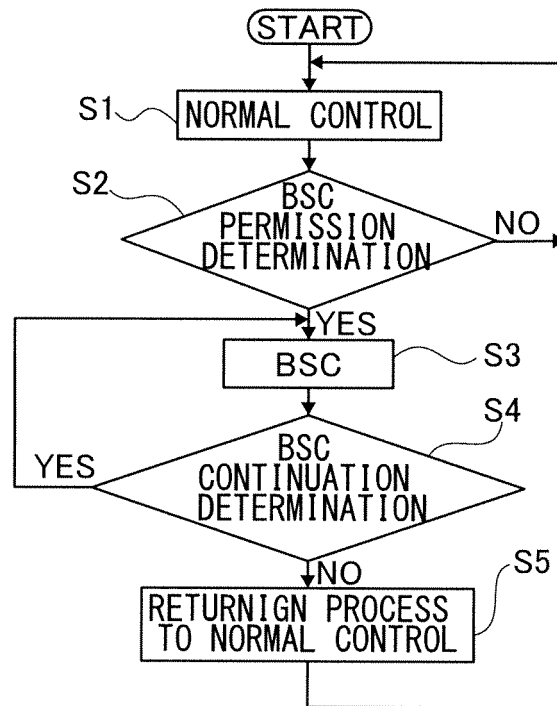 START
S1
NORMAL CONTROL
S2
BSC
PERMISSION
DETERMINATION
NO
YES
BSC
S3
S4
BSC
CONTINUATION
DETERMINATION
YES
NO
S5
RETURNIGN PROCESS
TO NORMAL CONTROL